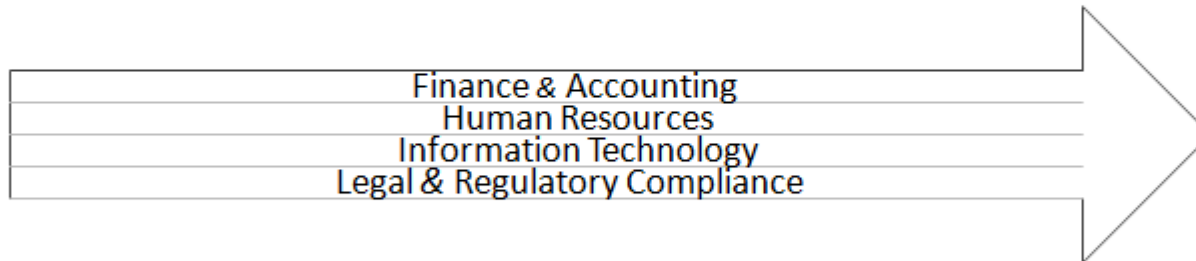 Finance & Accounting
Human Resources
Information Technology
Legal & Regulatory Compliance